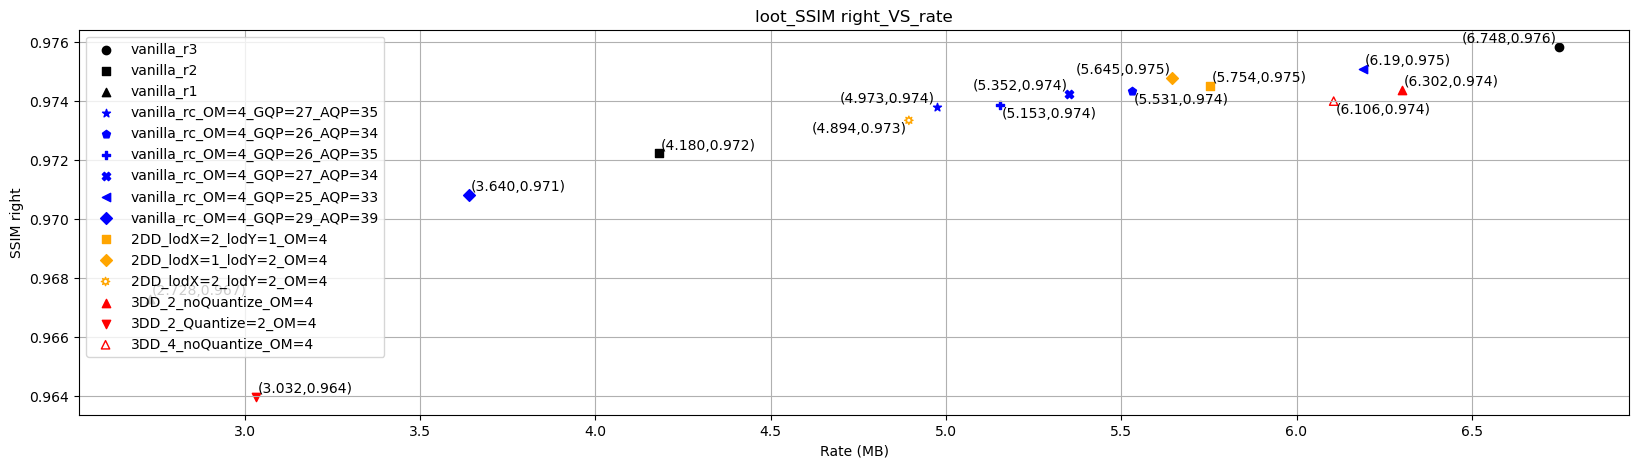 loot_SSIM right_VS_rate
SSIM right
0.976
0.974
0.972
0.970
0.968
0.966
0.964
vanilla_r3
vanilla_r2
vanilla_r1
vanilla_rc_OM=4_GQP=27_AQP=35
vanilla_rc_OM=4_GQP=26_AQP=34
vanilla_rc_OM=4_GQP=26_AQP=35
vanilla_rc_OM=4_GQP=27_AQP=34
vanilla_rc_OM=4_GQP=25_AQP=33
vanilla_rc_OM=4_GQP=29_AQP=39
2DD_lodX=2_lodY=1_OM=4
2DD_lodX=1_lodY=2_OM=4
2DD_lodX=2_lodY=2_OM=4
3DD_2_noQuantize_OM=4
3DD_2_Quantize=2_OM=4
3DD_4_noQuantize_OM=4
(2.728,0.967)
(3.032,0.964)
(3.640,0.971)
(4.180,0.972)
(4.894,0.973)
(4.973,0.974)
(5.153,0.974)
(5.352,0.974)
(5.531,0.974)
(5.645,0.975)
(5.754,0.975)
(6.106,0.974)
(6.19,0.975)
(6.302,0.974)
(6.748,0.976)
3.0
3.5
4.0
4.5
5.0
5.5
6.0
6.5
Rate (MB)